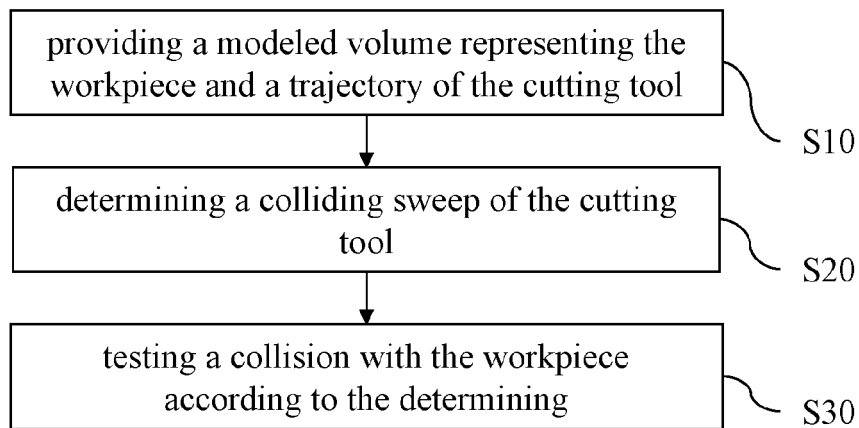 providing a modeled volume representing the
workpiece and a trajectory of the cutting tool
S10
determining a colliding sweep of the cutting
tool
S20
testing a collision with the workpiece
according to the determining
S30